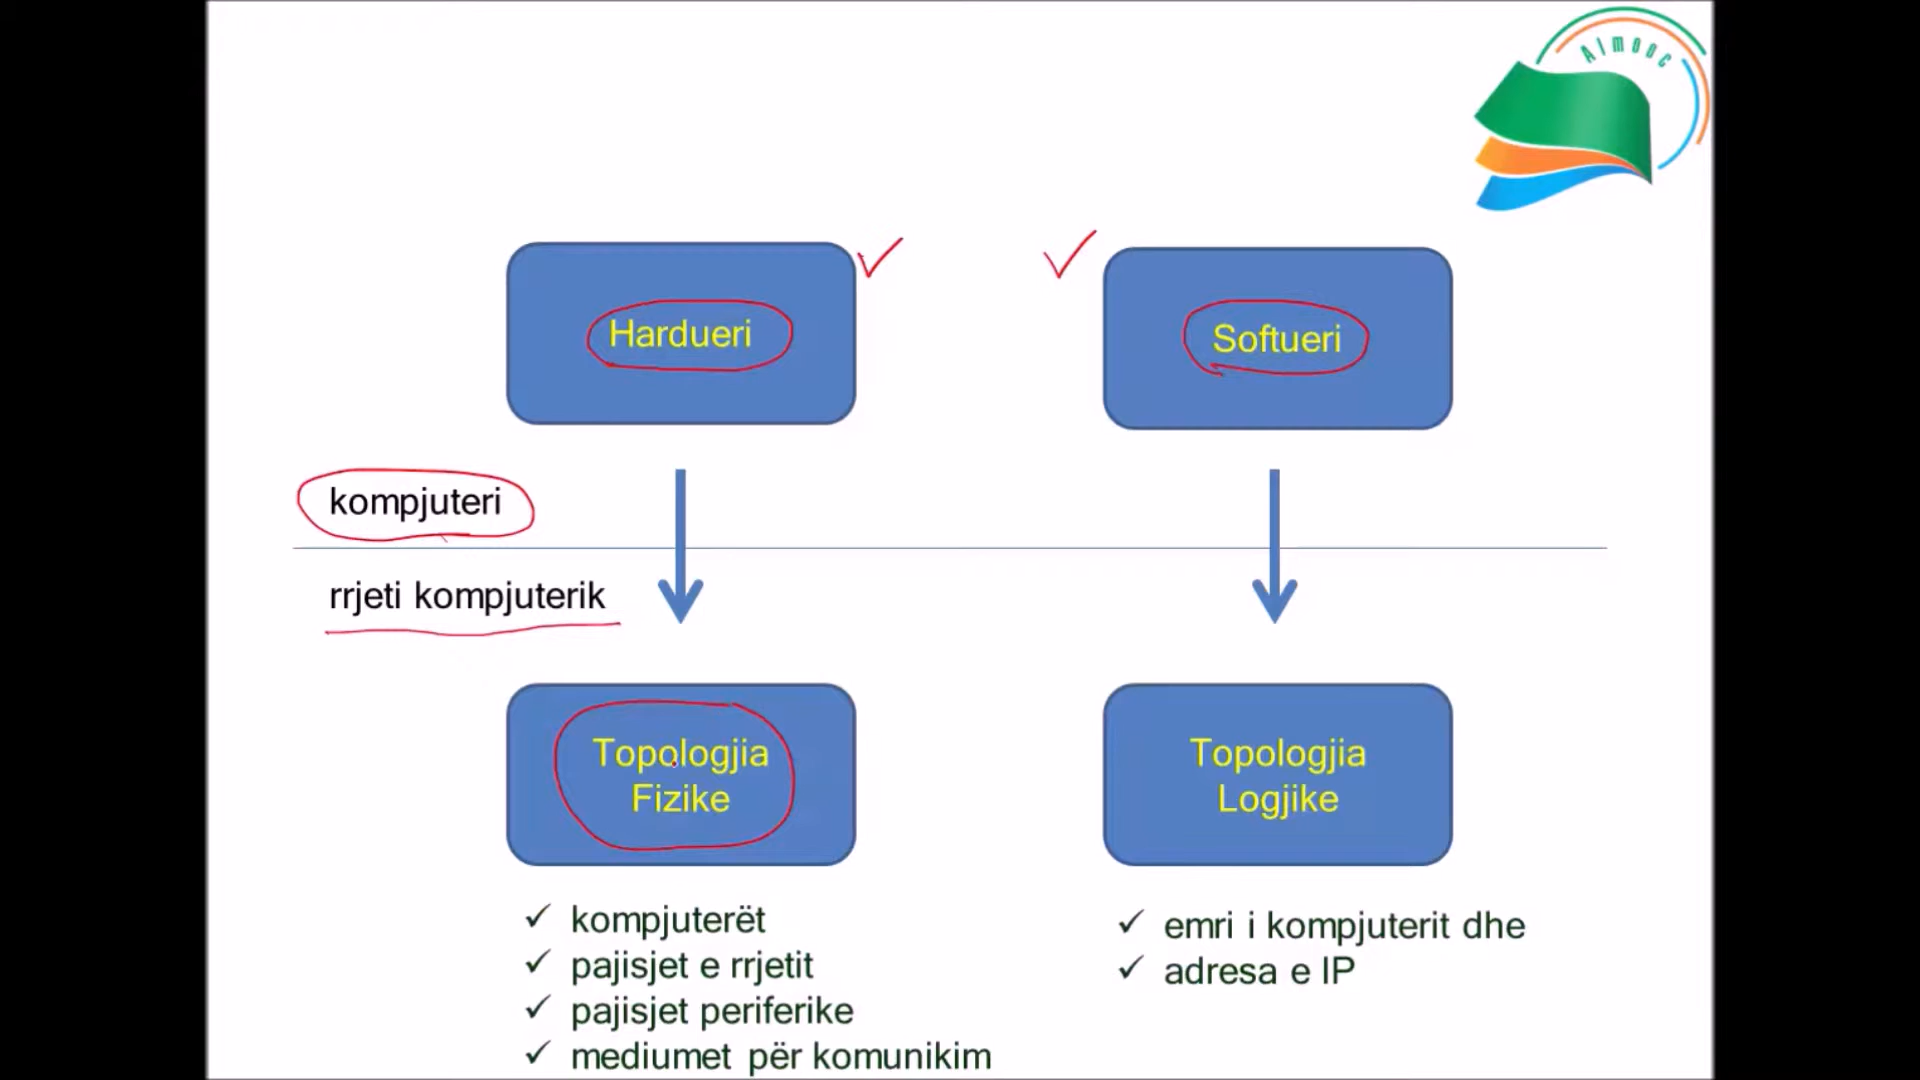 Almooc
Hardueri
Softueri
kompjuteri
rrjeti kompjuterik
Topologjia
Fizike
Topologjia
Logjike
✓ kompjuterët
✓ pajisjet e rrjetit
✓ pajisjet periferike
✓ mediumet për komunikim
✓ emri i kompjuterit dhe
✓ adresa e IP